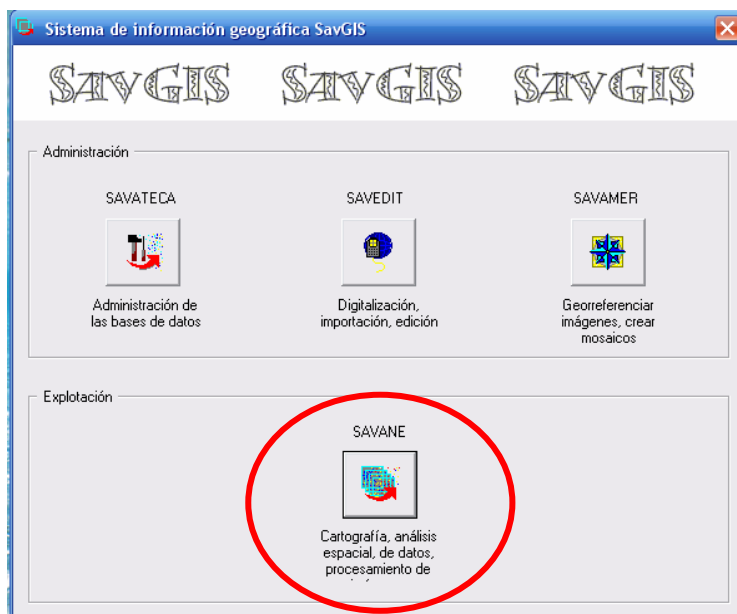 Sistema de información geográfica SavGIS
SAVGIS SAVGIS SAVGIS
Administración
SAVATECA SAVEDIT SAVAMER
Administración de Digitalización, Georreferenciar
las bases de datos importación, edición imágenes, crear
mosaicos
Explotación
SAVANE
Cartografía, análisis
espacial, de datos,
procesamiento de